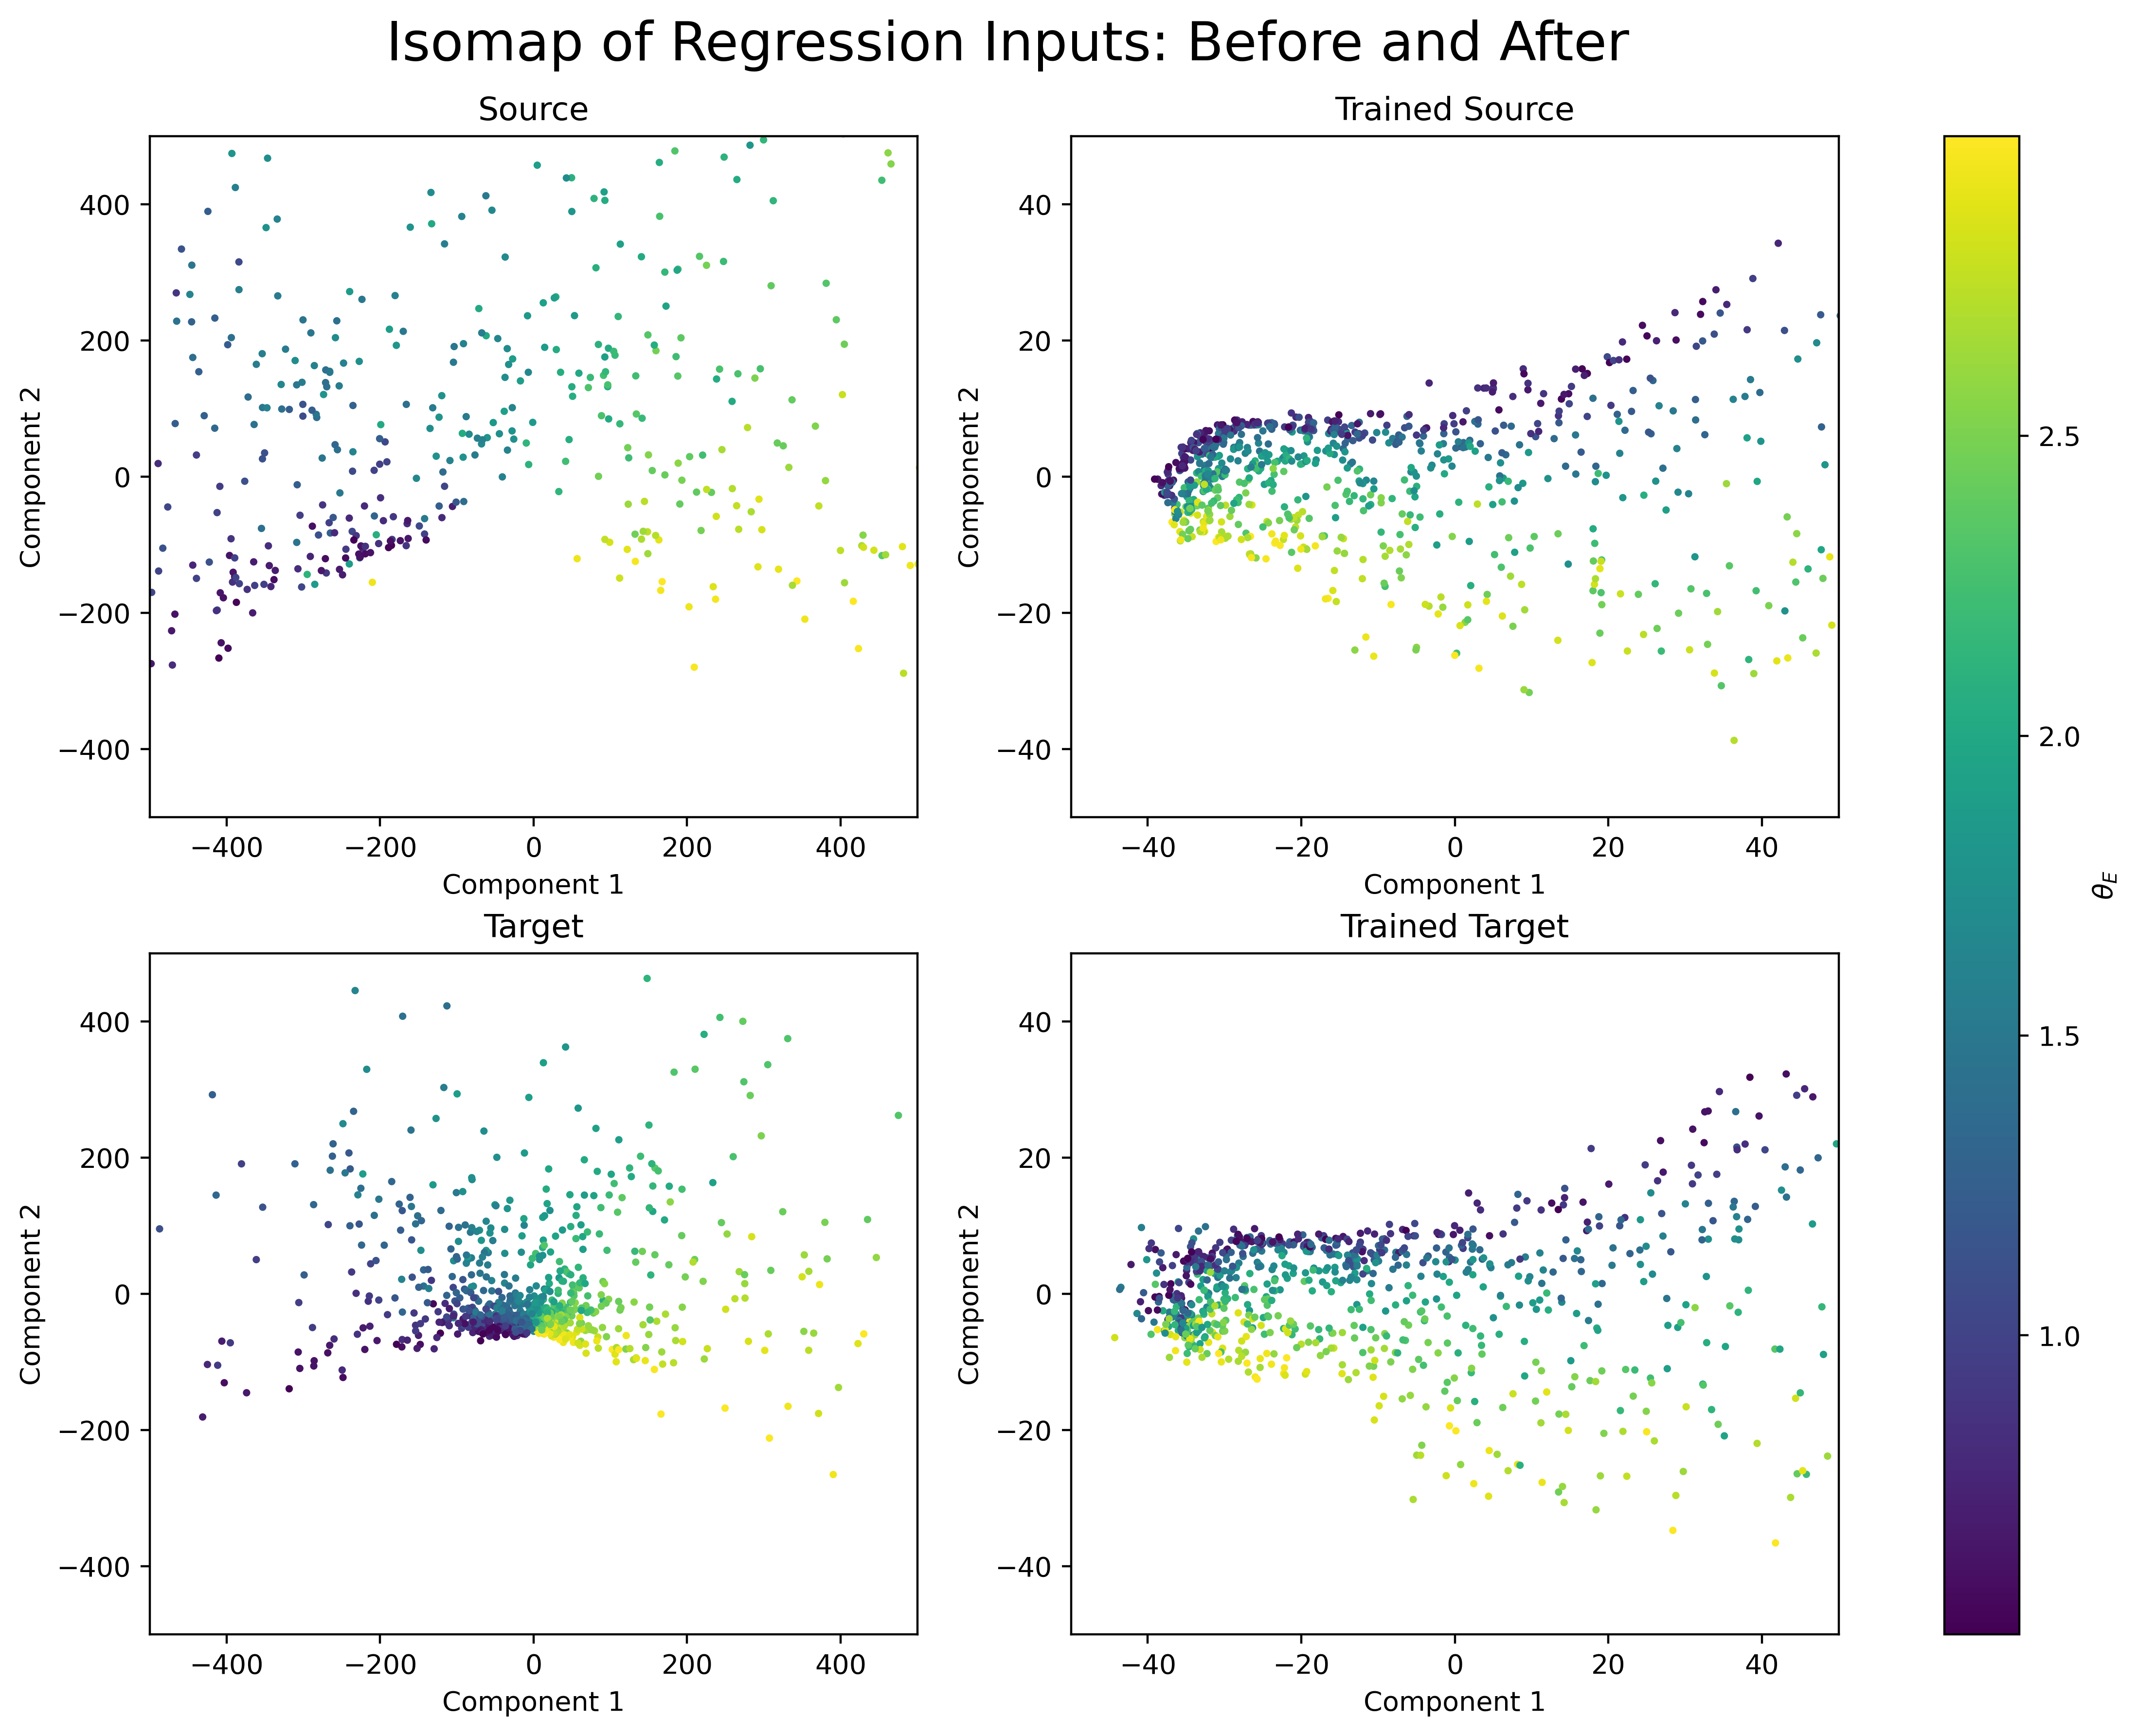 Isomap of Regression Inputs: Before and After
Source
Component 2
400
200
0
−200
−400
−400 −200 0 200 400
Component 1
Trained Source
Component 2
40
20
0
−20
−40
−40 −20 0 20 40
Component 1
Target
Component 2
400
200
0
−200
−400
−400 −200 0 200 400
Component 1
Trained Target
Component 2
40
20
0
−20
−40
−40 −20 0 20 40
Component 1
2.5
2.0
1.5
1.0
θ_E